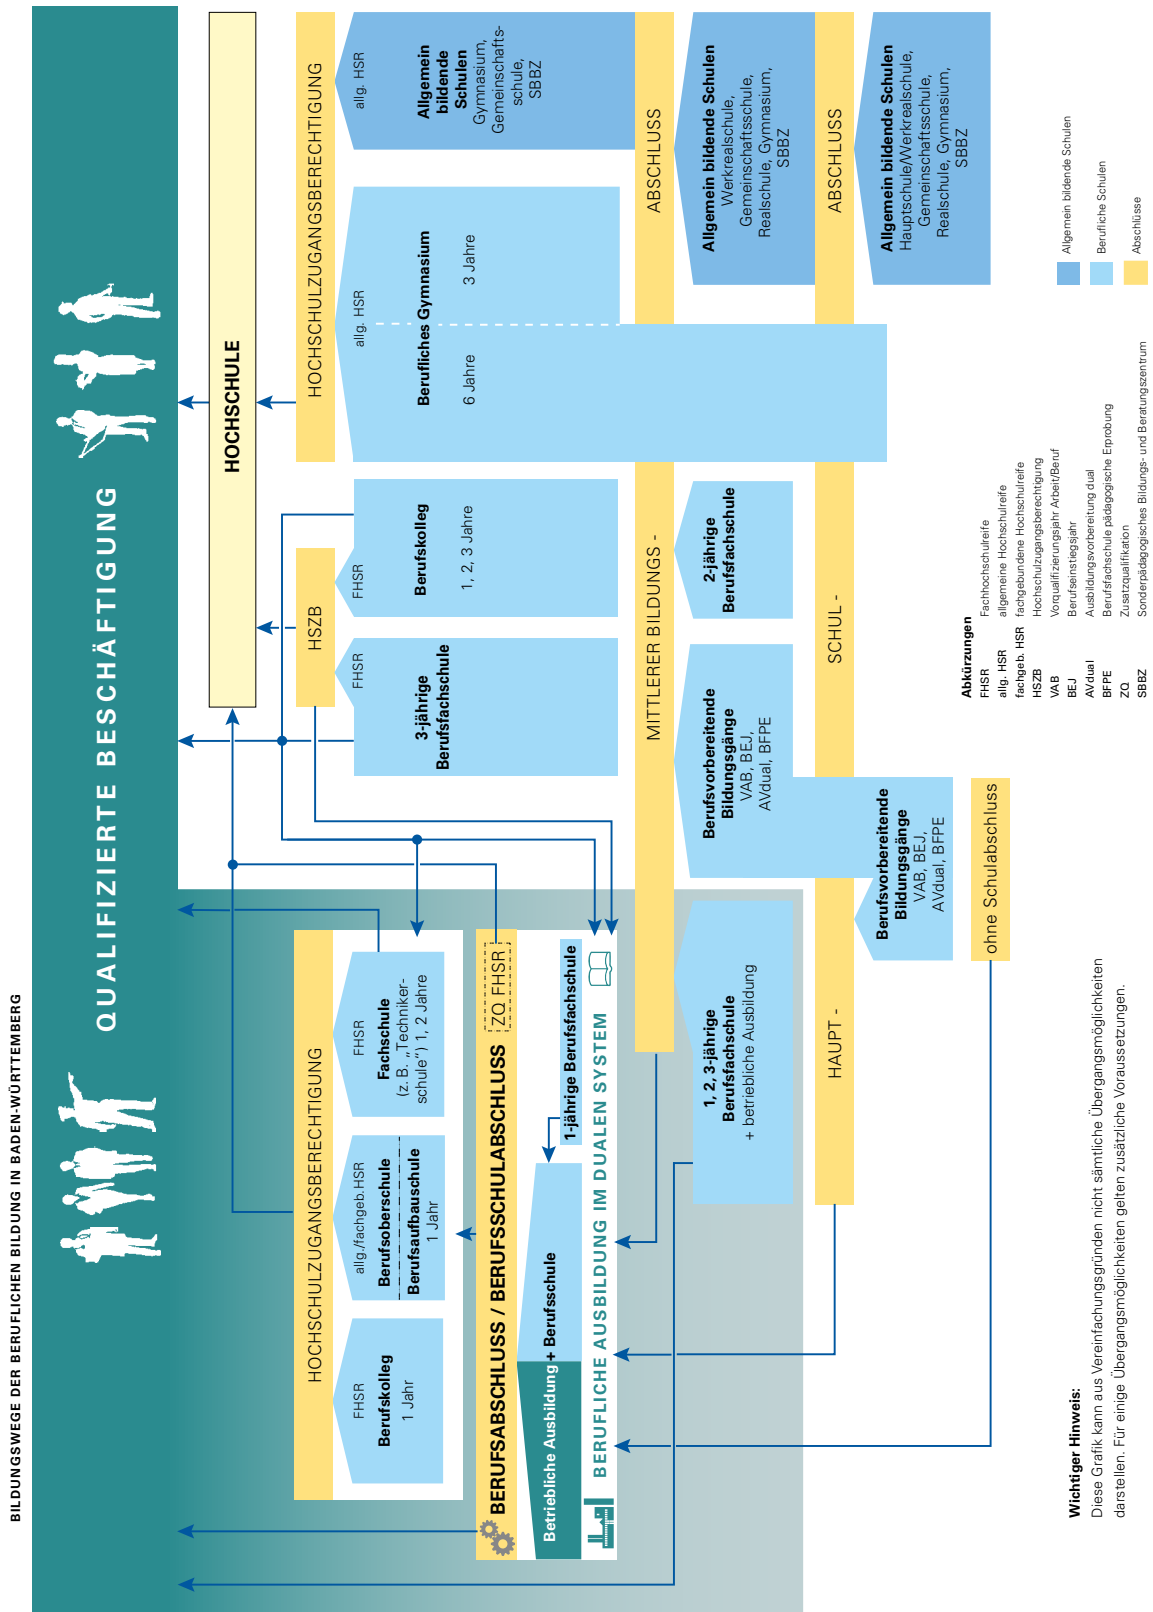 BILDUNGSWEGE DER BERUFLICHEN BILDUNG IN BADEN-WÜRTTEMBERG
QUALIFIZIERTE BESCHÄFTIGUNG
HOCHSCHULE
HOCHSCHULZUGANGSBERECHTIGUNG
FHSR
Berufskolleg
1 Jahr
allg./fachgeb.HSR
Berufsoberschule
Berufsaufbauschule
1 Jahr
FHSR
Fachschule
(z. B. „Techniker-
schule“) 1, 2 Jahre
HSZB
FHSR
3-jährige
Berufsfachschule
FHSR
Berufskolleg
1, 2, 3 Jahre
HOCHSCHULZUGANGSBERECHTIGUNG
allg. HSR
Berufliches Gymnasium
6 Jahre
3 Jahre
allg. HSR
Allgemein
bildende
Schulen
Gymnasium,
Gemeinschafts-
schule,
SBBZ
BERUFSABSCHLUSS / BERUFSSCHULABSCHLUSS
ZQ FHSR
Betriebliche Ausbildung + Berufsschule
1-jährige Berufsfachschule
BERUFLICHE AUSBILDUNG IM DUALEN SYSTEM
MITTLERER BILDUNGS -
ABSCHLUSS
1, 2, 3-jährige
Berufsfachschule
+ betriebliche Ausbildung
Berufsvorbereitende
Bildungsgänge
VAB, BEJ,
AVdual, BFPE
2-jährige
Berufsfachschule
Allgemein bildende Schulen
Werkrealschule,
Gemeinschaftsschule,
Realschule, Gymnasium,
SBBZ
HAUPT -
SCHUL -
ABSCHLUSS
Berufsvorbereitende
Bildungsgänge
VAB, BEJ,
AVdual, BFPE
Allgemein bildende Schulen
Hauptschule/Werkrealschule,
Gemeinschaftsschule,
Realschule, Gymnasium,
SBBZ
ohne Schulabschluss
Wichtiger Hinweis:
Diese Grafik kann aus Vereinfachungsgründen nicht sämtliche Übergangsmöglichkeiten
darstellen. Für einige Übergangsmöglichkeiten gelten zusätzliche Voraussetzungen.
Abkürzungen
FHSR Fachhochschulreife
allg. HSR allgemeine Hochschulreife
fachgeb. HSR fachgebundene Hochschulreife
HSZB Hochschulzugangsberechtigung
VAB Vorqualifizierungsjahr Arbeit/Beruf
BEJ Berufseinstiegsjahr
AVdual Ausbildungsvorbereitung dual
BFPE Berufsfachschule pädagogische Erprobung
ZQ Zusatzqualifikation
SBBZ Sonderpädagogisches Bildungs- und Beratungszentrum
Allgemein bildende Schulen
Berufliche Schulen
Abschlüsse